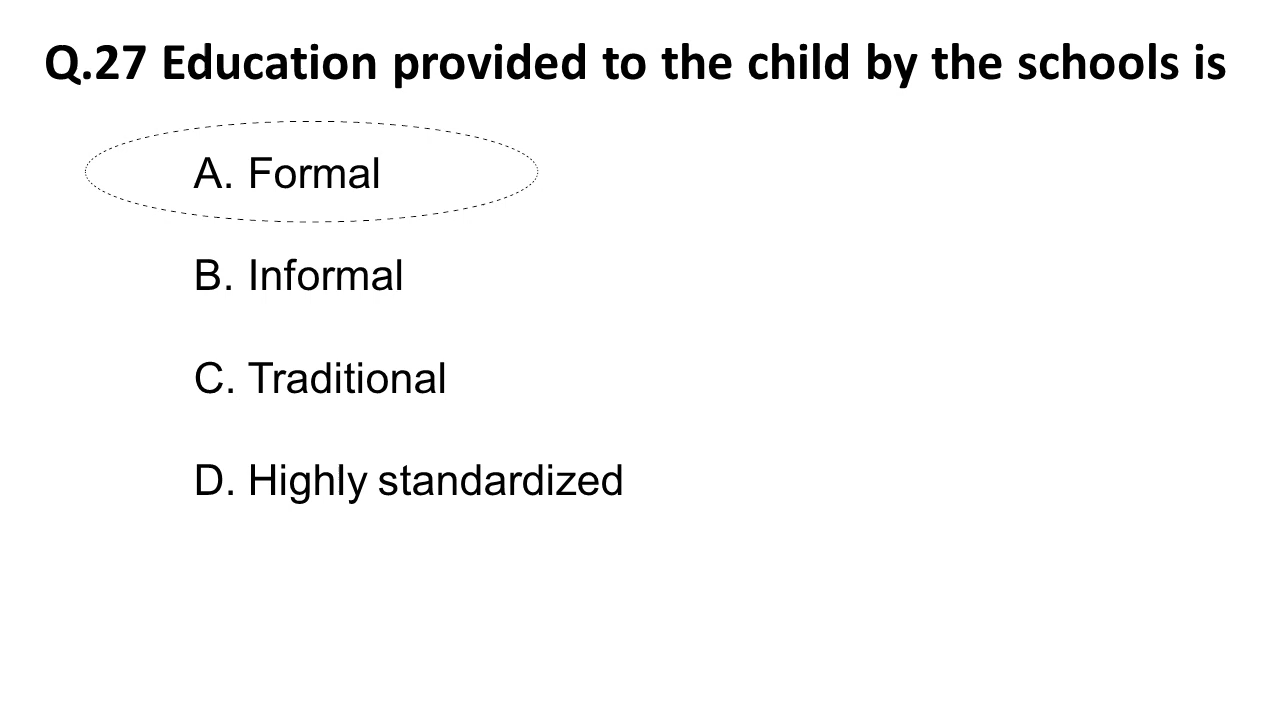 Q.27 Education provided to the child by the schools is
A. Formal
B. Informal
C. Traditional
D. Highly standardized